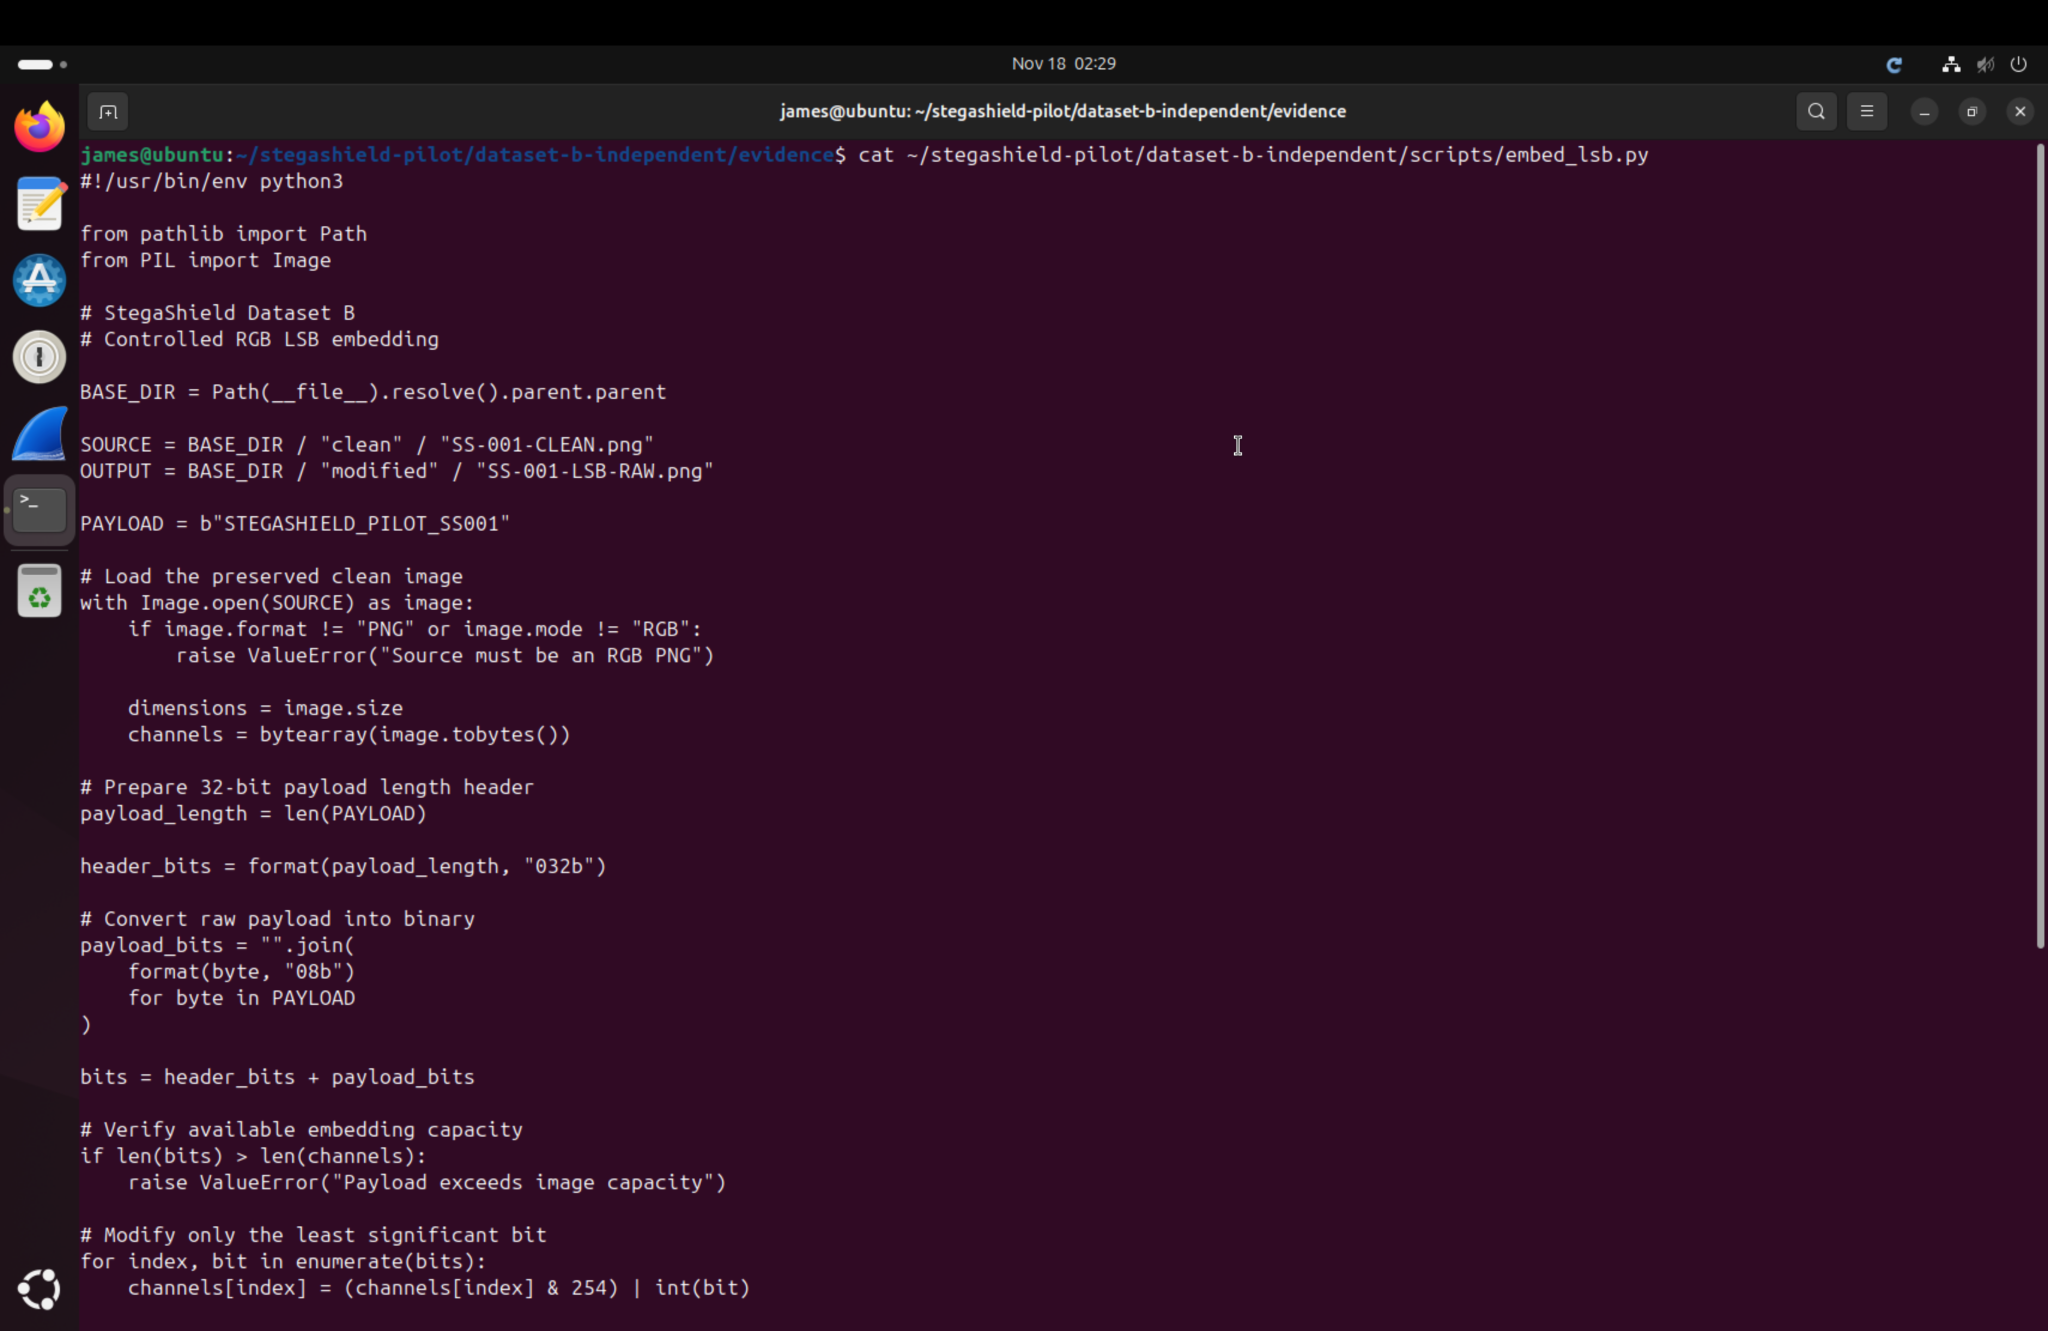 Nov 18 02:29
james@ubuntu: ~/stegashield-pilot/dataset-b-independent/evidence
james@ubuntu:~/stegashield-pilot/dataset-b-independent/evidence$ cat ~/stegashield-pilot/dataset-b-independent/scripts/embed_lsb.py
#!/usr/bin/env python3

from pathlib import Path
from PIL import Image

# StegaShield Dataset B
# Controlled RGB LSB embedding

BASE_DIR = Path(__file__).resolve().parent.parent

SOURCE = BASE_DIR / "clean" / "SS-001-CLEAN.png"
OUTPUT = BASE_DIR / "modified" / "SS-001-LSB-RAW.png"

PAYLOAD = b"STEGASHIELD_PILOT_SS001"

# Load the preserved clean image
with Image.open(SOURCE) as image:
    if image.format != "PNG" or image.mode != "RGB":
        raise ValueError("Source must be an RGB PNG")

    dimensions = image.size
    channels = bytearray(image.tobytes())

# Prepare 32-bit payload length header
payload_length = len(PAYLOAD)

header_bits = format(payload_length, "032b")

# Convert raw payload into binary
payload_bits = "".join(
    format(byte, "08b")
    for byte in PAYLOAD
)

bits = header_bits + payload_bits

# Verify available embedding capacity
if len(bits) > len(channels):
    raise ValueError("Payload exceeds image capacity")

# Modify only the least significant bit
for index, bit in enumerate(bits):
    channels[index] = (channels[index] & 254) | int(bit)